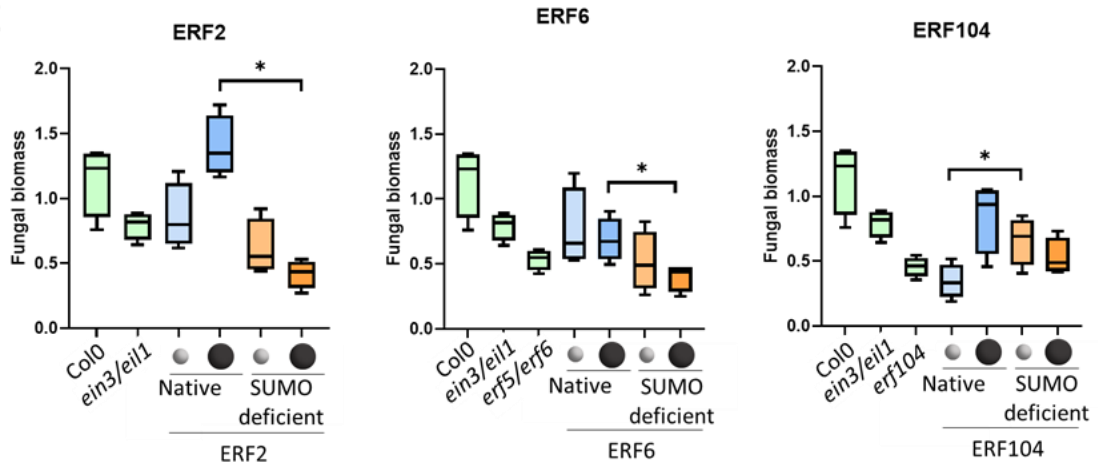 ERF2
Fungal biomass
2.0
1.5
1.0
0.5
0.0
*
Col0
ein3/eil1
Native
SUMO
deficient
ERF2
ERF6
Fungal biomass
2.0
1.5
1.0
0.5
0.0
*
Col0
ein3/eil1
erf5/erf6
Native
SUMO
deficient
ERF6
ERF104
Fungal biomass
2.0
1.5
1.0
0.5
0.0
*
Col0
ein3/eil1
erf104
Native
SUMO
deficient
ERF104